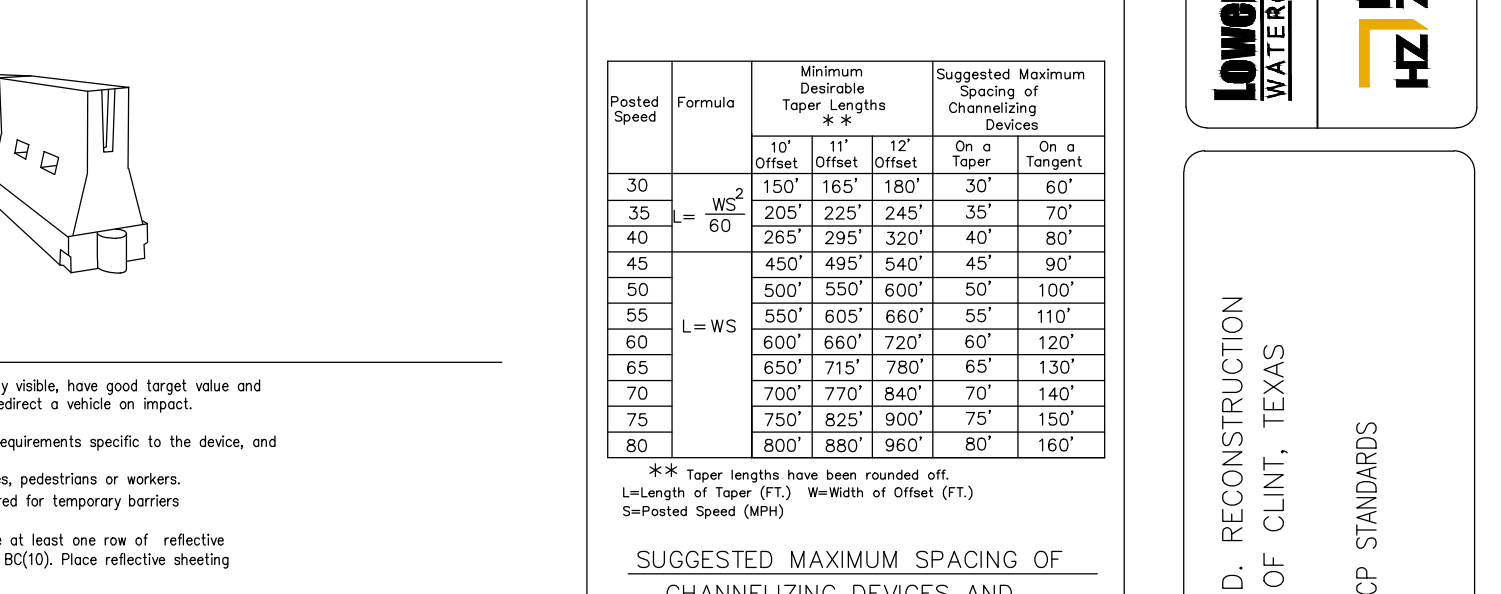 y visible, have good target value and
edirect a vehicle on impact.
equirements specific to the device, and
es, pedestrians or workers.
red for temporary barriers
e at least one row of reflective
BC(10). Place reflective sheeting
Posted Speed
Formula
Minimum
Desirable
Taper Lengths
**
Suggested Maximum
Spacing of
Channelizing
Devices
10' Offset 11' Offset 12' Offset On a Taper On a Tangent
30 150' 165' 180' 30' 60'
L= WS² / 60
35 205' 225' 245' 35' 70'
40 265' 295' 320' 40' 80'
45 450' 495' 540' 45' 90'
50 500' 550' 600' 50' 100'
55 550' 605' 660' 55' 110'
L=WS
60 600' 660' 720' 60' 120'
65 650' 715' 780' 65' 130'
70 700' 770' 840' 70' 140'
75 750' 825' 900' 75' 150'
80 800' 880' 960' 80' 160'
** Taper lengths have been rounded off.
L=Length of Taper (FT.) W=Width of Offset (FT.)
S=Posted Speed (MPH)
SUGGESTED MAXIMUM SPACING OF
CHANNELIZING DEVICES AND
Lowe
WATER
HZ
D. RECONSTRUCTION
OF CLINT, TEXAS
CP STANDARDS